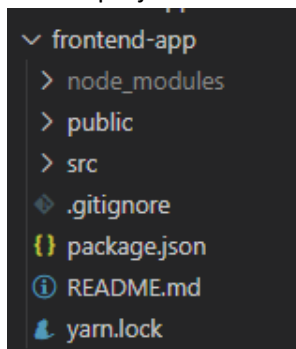 frontend-app
node_modules
public
src
.gitignore
package.json
README.md
yarn.lock